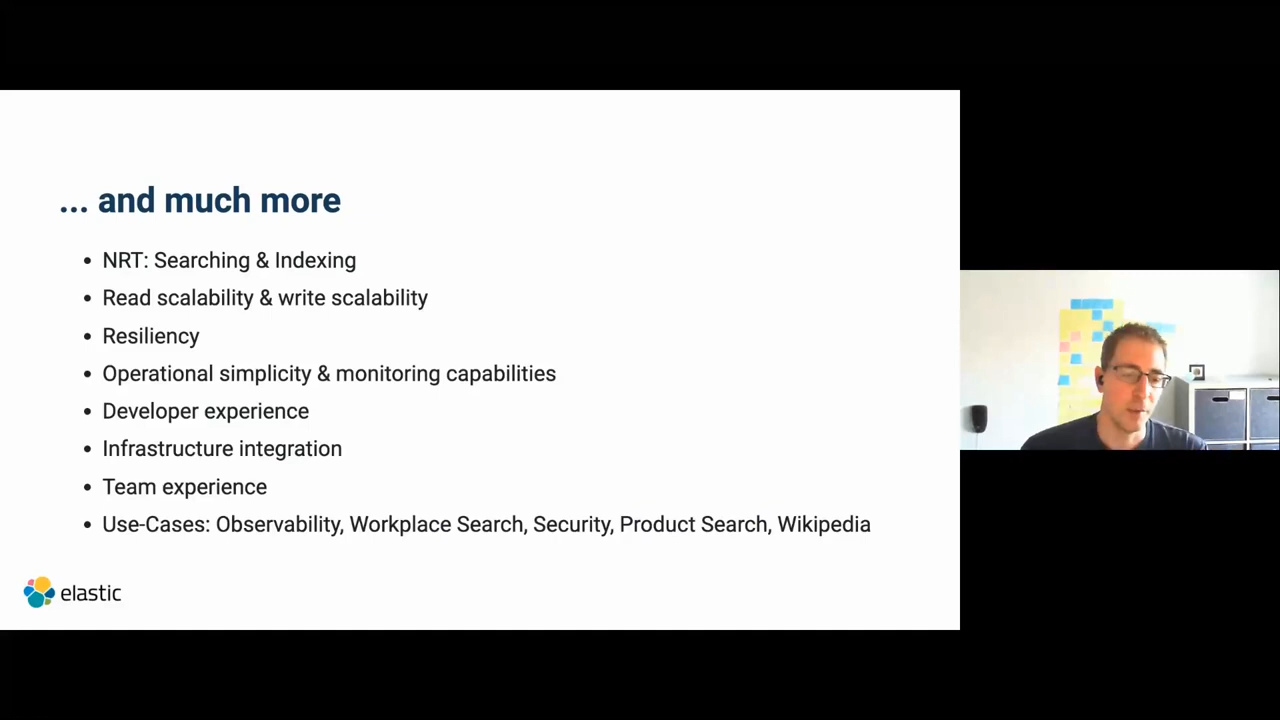 ... and much more
• NRT: Searching & Indexing
• Read scalability & write scalability
• Resiliency
• Operational simplicity & monitoring capabilities
• Developer experience
• Infrastructure integration
• Team experience
• Use-Cases: Observability, Workplace Search, Security, Product Search, Wikipedia
elastic